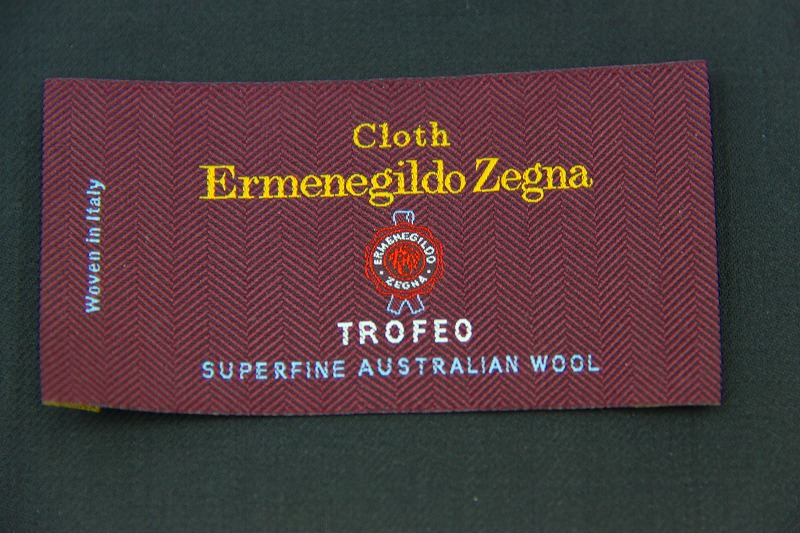 Cloth
Ermenegildo Zegna
Woven in Italy
ERMENEGILDO
ZEGNA
TROFEO
SUPERFINE AUSTRALIAN WOOL